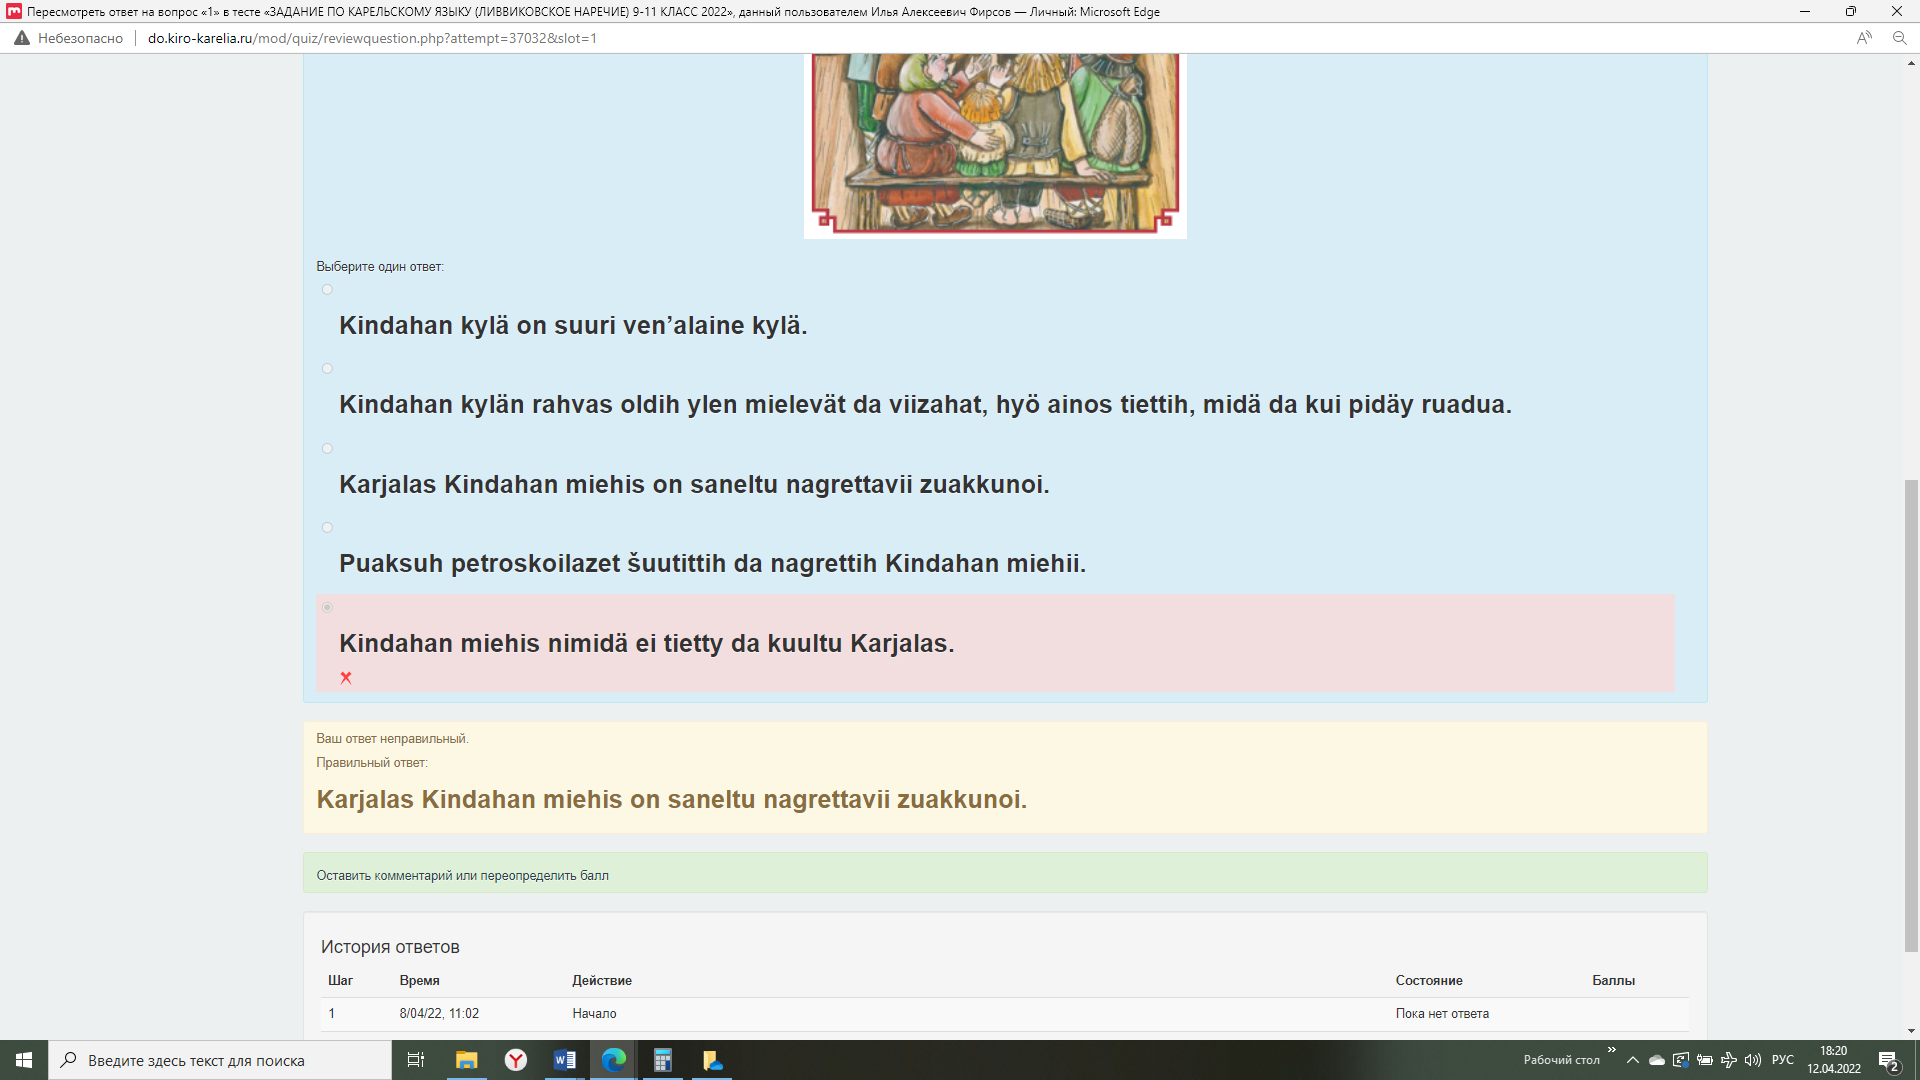 Пересмотреть ответ на вопрос «1» в тесте «ЗАДАНИЕ ПО КАРЕЛЬСКОМУ ЯЗЫКУ (ЛИВВИКОВСКОЕ НАРЕЧИЕ) 9-11 КЛАСС 2022», данный пользователем Илья Алексеевич Фирсов — Личный: Microsoft Edge
Небезопасно do.kiro-karelia.ru/mod/quiz/reviewquestion.php?attempt=37032&slot=1
Выберите один ответ:
Kindahan kylä on suuri ven’alaine kylä.
Kindahan kylän rahvas oldih ylen mielevät da viizahat, hyö ainos tiettih, midä da kui pidäy ruadua.
Karjalas Kindahan miehis on saneltu nagrettavii zuakkunoi.
Puaksuh petroskoilazet šuutittih da nagrettih Kindahan miehii.
Kindahan miehis nimidä ei tietty da kuultu Karjalas.
Ваш ответ неправильный.
Правильный ответ:
Karjalas Kindahan miehis on saneltu nagrettavii zuakkunoi.
Оставить комментарий или переопределить балл
История ответов
Шаг Время Действие Состояние Баллы
1 8/04/22, 11:02 Начало Пока нет ответа
Введите здесь текст для поиска
Рабочий стол » РУС 18:20
12.04.2022 2